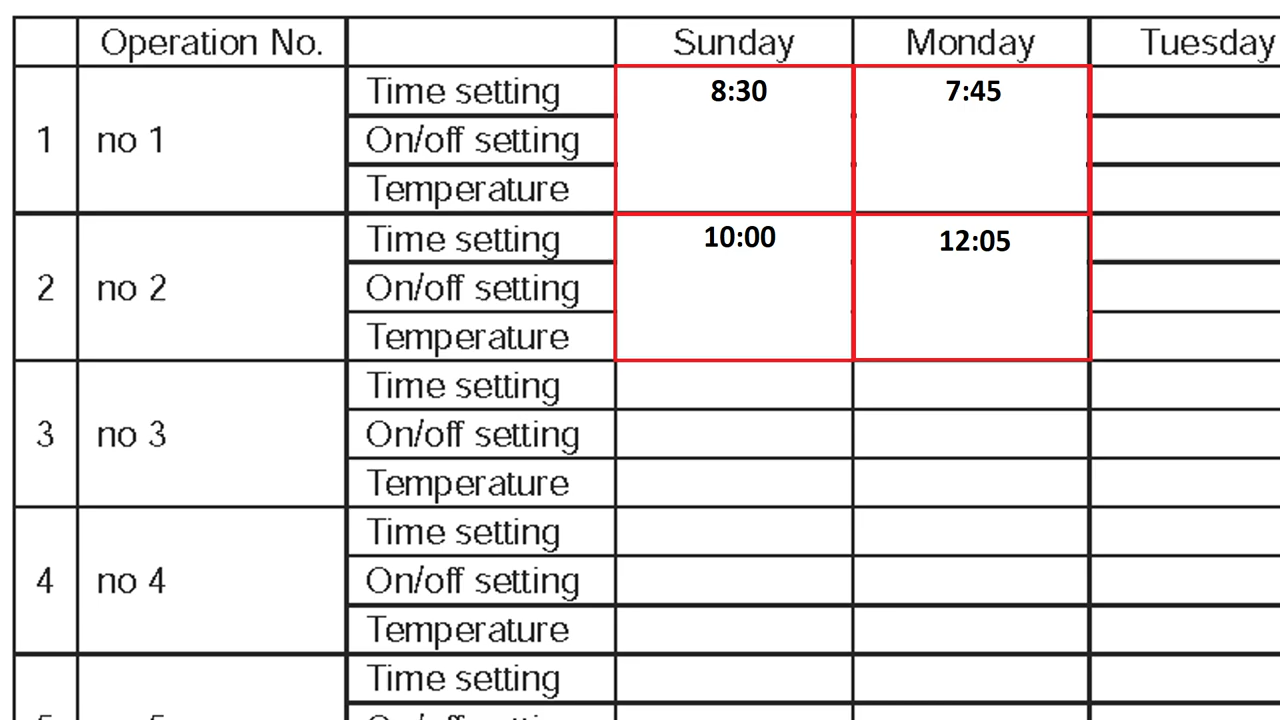 Operation No. Sunday Monday Tuesday
Time setting 8:30 7:45
1 no 1 On/off setting
Temperature
Time setting 10:00 12:05
2 no 2 On/off setting
Temperature
Time setting
3 no 3 On/off setting
Temperature
Time setting
4 no 4 On/off setting
Temperature
Time setting